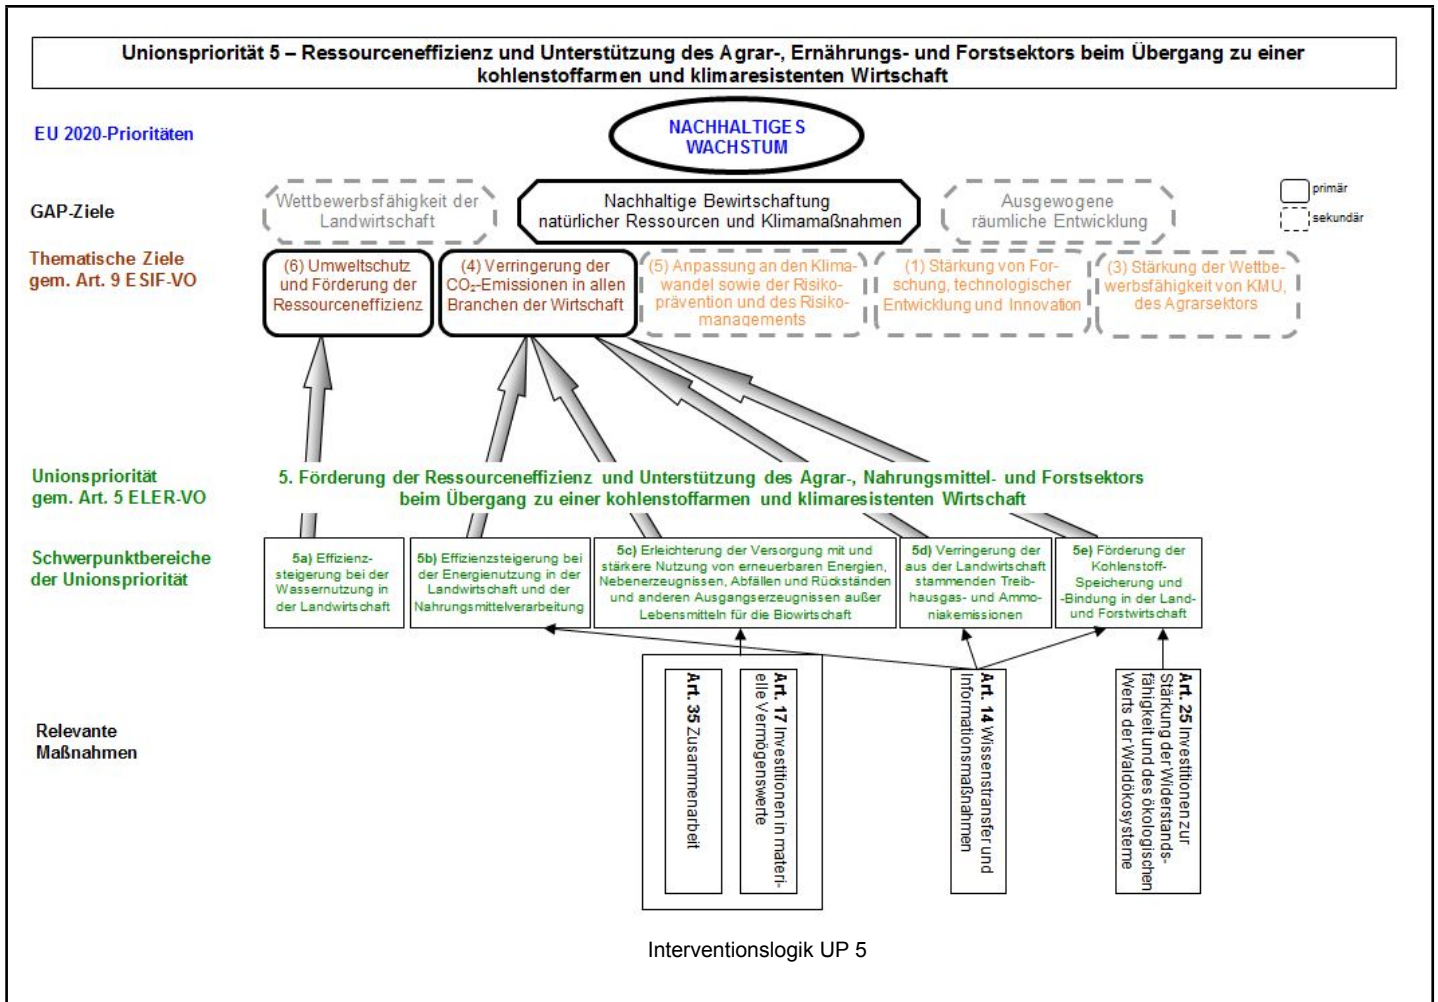 Unionspriorität 5 – Ressourceneffizienz und Unterstützung des Agrar-, Ernährungs- und Forstsektors beim Übergang zu einer
kohlenstoffarmen und klimaresistenten Wirtschaft
EU 2020-Prioritäten
NACHHALTIGES
WACHSTUM
GAP-Ziele
Wettbewerbsfähigkeit der
Landwirtschaft
Nachhaltige Bewirtschaftung
natürlicher Ressourcen und Klimamaßnahmen
Ausgewogene
räumliche Entwicklung
primär
sekundär
Thematische Ziele
gem. Art. 9 ESIF-VO
(6) Umweltschutz
und Förderung der
Ressourceneffizienz
(4) Verringerung der
CO₂-Emissionen in allen
Branchen der Wirtschaft
(5) Anpassung an den Klima-
wandel sowie der Risiko-
prävention und des Risiko-
managements
(1) Stärkung von For-
schung, technologischer
Entwicklung und Innovation
(3) Stärkung der Wettbe-
werbsfähigkeit von KMU,
des Agrarsektors
Unionspriorität
gem. Art. 5 ELER-VO
5. Förderung der Ressourceneffizienz und Unterstützung des Agrar-, Nahrungsmittel- und Forstsektors
beim Übergang zu einer kohlenstoffarmen und klimaresistenten Wirtschaft
Schwerpunktbereiche
der Unionspriorität
5a) Effizienz-
steigerung bei der
Wassernutzung in
der Landwirtschaft
5b) Effizienzsteigerung bei
der Energienutzung in der
Landwirtschaft und der
Nahrungsmittelverarbeitung
5c) Erleichterung der Versorgung mit und
stärkere Nutzung von erneuerbaren Energien,
Nebenerzeugnissen, Abfällen und Rückständen
und anderen Ausgangserzeugnissen außer
Lebensmitteln für die Biowirtschaft
5d) Verringerung der
aus der Landwirtschaft
stammenden Treib-
hausgas- und Ammo-
niakemissionen
5e) Förderung der
Kohlenstoff-
Speicherung und
-Bindung in der Land-
und Forstwirtschaft
Relevante
Maßnahmen
Art. 35 Zusammenarbeit
Art. 17 Investitionen in materi-
elle Vermögenswerte
Art. 14 Wissenstransfer und
Informationsmaßnahmen
Art. 25 Investitionen zur
Stärkung der Widerstands-
fähigkeit und des ökologischen
Werts der Waldökosysteme
Interventionslogik UP 5